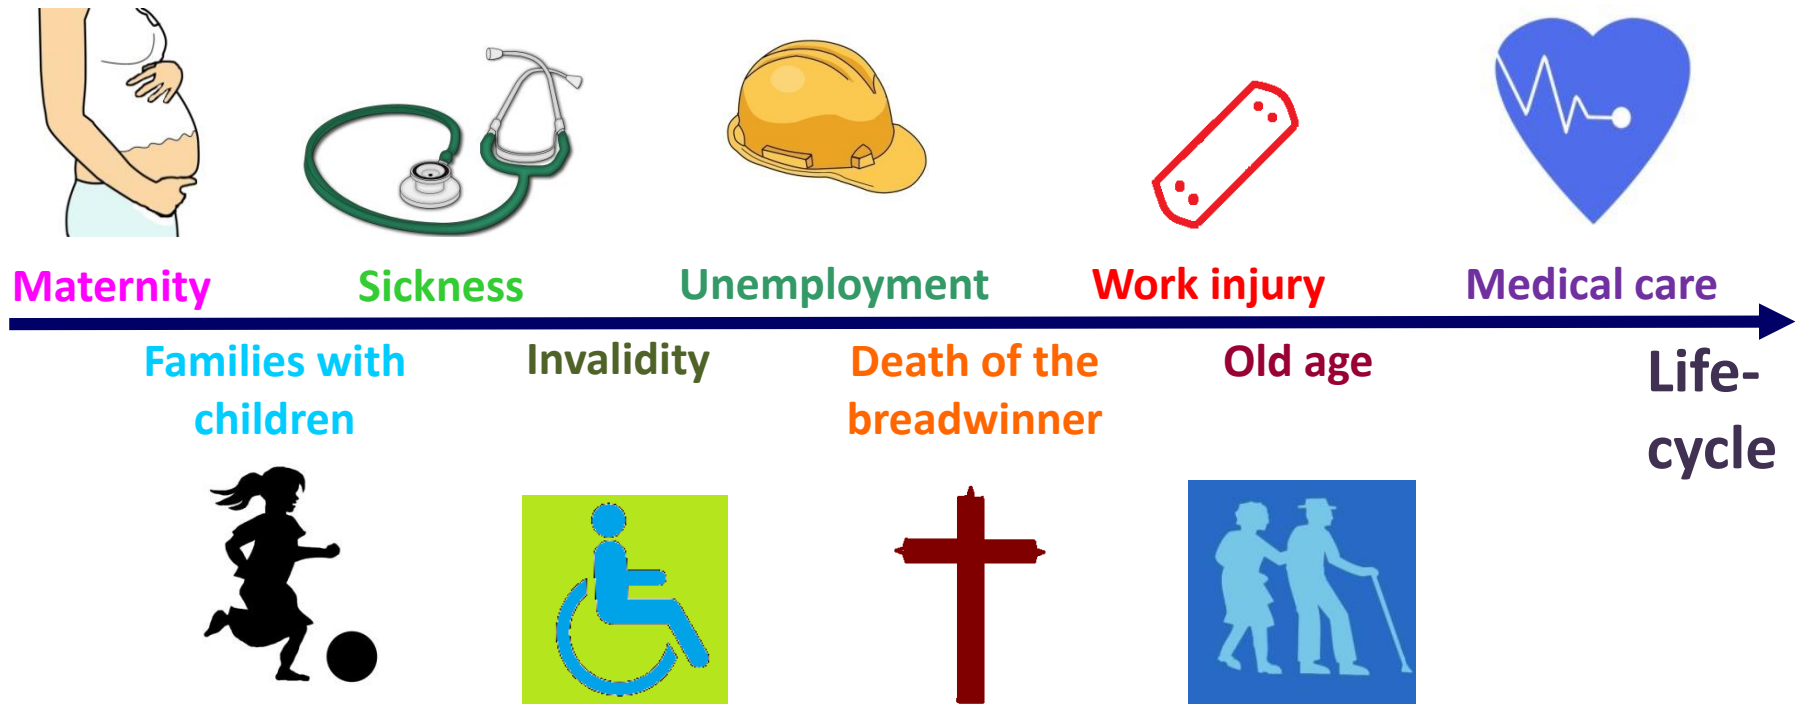 Maternity
Sickness
Unemployment
Work injury
Medical care
Families with
children
Invalidity
Death of the
breadwinner
Old age
Life-
cycle